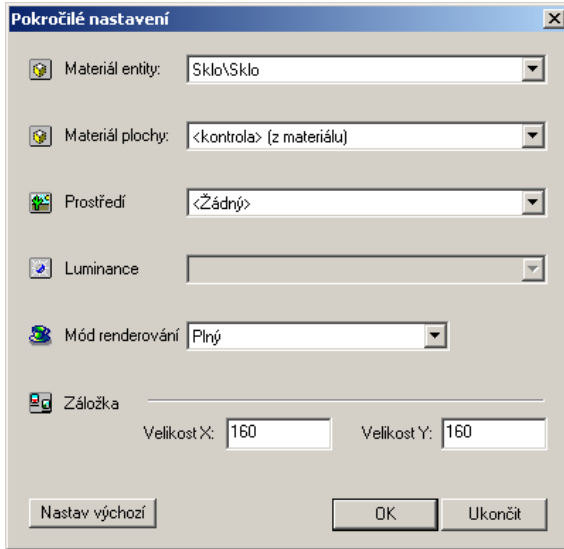 Pokročilé nastavení
Materiál entity: Sklo\Sklo
Materiál plochy: <kontrola> (z materiálu)
Prostředí <Žádný>
Luminance
Mód renderování Plný
Záložka
Velikost X: 160 Velikost Y: 160
Nastav výchozí OK Ukončit